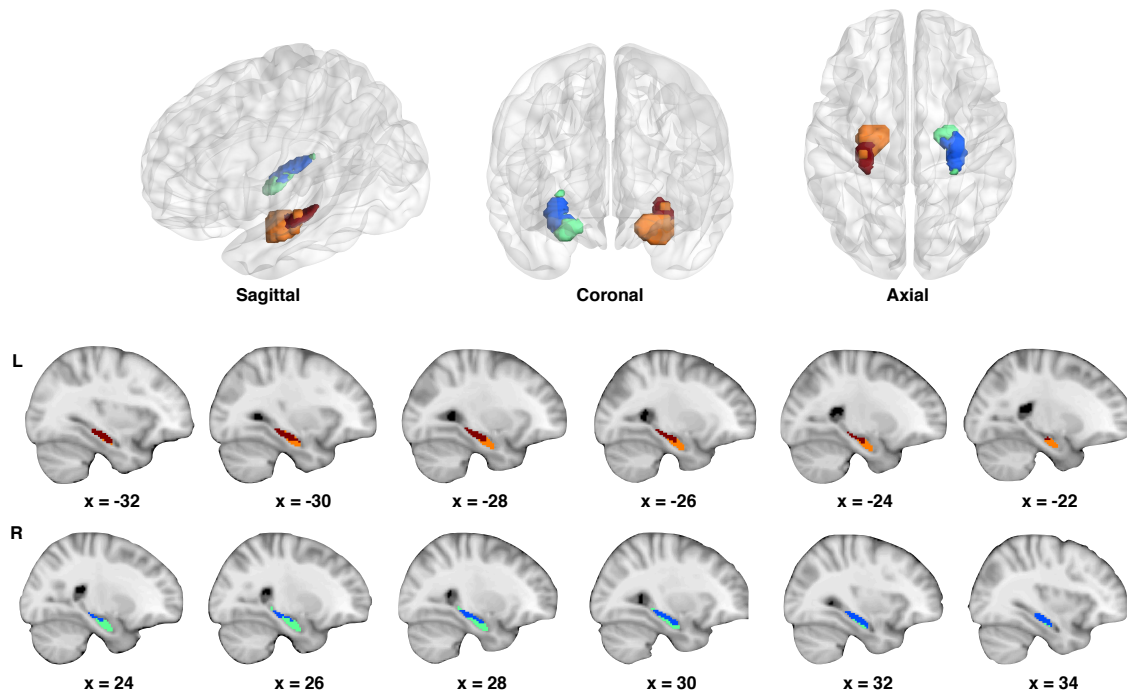 Sagittal Coronal Axial
L
x = -32 x = -30 x = -28 x = -26 x = -24 x = -22
R
x = 24 x = 26 x = 28 x = 30 x = 32 x = 34